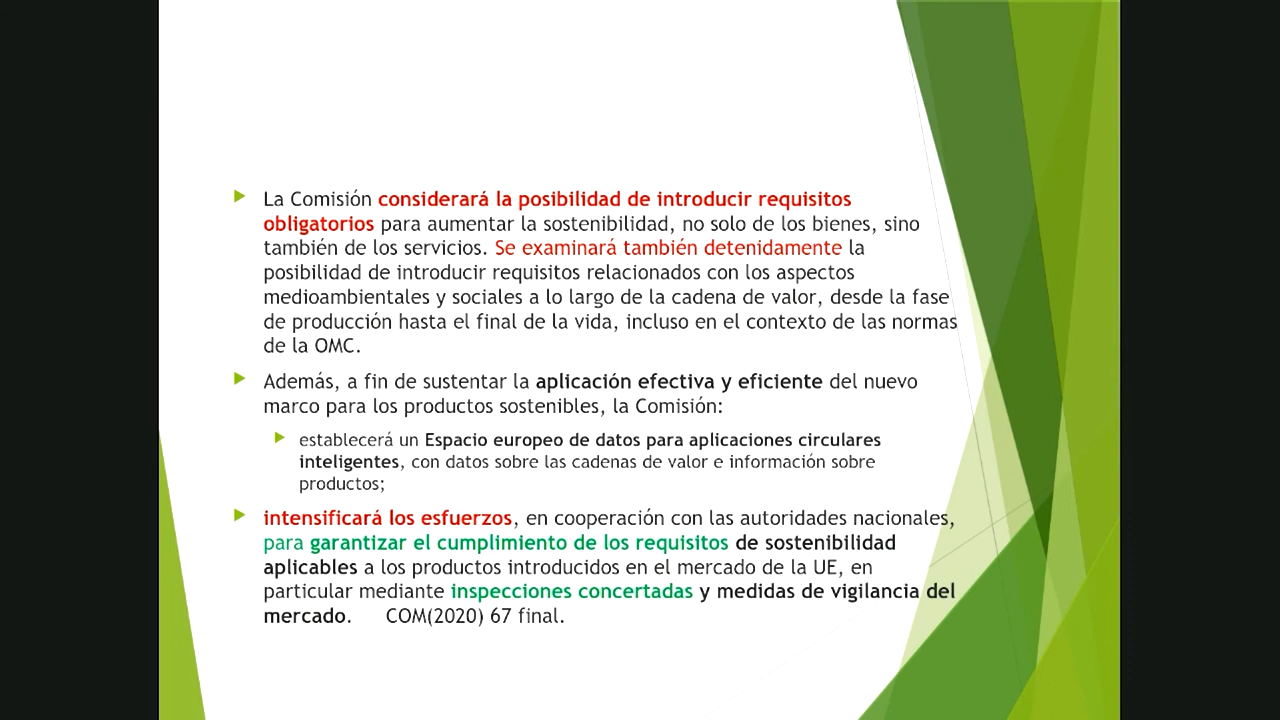 La Comisión considerará la posibilidad de introducir requisitos
obligatorios para aumentar la sostenibilidad, no solo de los bienes, sino
también de los servicios. Se examinará también detenidamente la
posibilidad de introducir requisitos relacionados con los aspectos
medioambientales y sociales a lo largo de la cadena de valor, desde la fase
de producción hasta el final de la vida, incluso en el contexto de las normas
de la OMC.
Además, a fin de sustentar la aplicación efectiva y eficiente del nuevo
marco para los productos sostenibles, la Comisión:
establecerá un Espacio europeo de datos para aplicaciones circulares
inteligentes, con datos sobre las cadenas de valor e información sobre
productos;
intensificará los esfuerzos, en cooperación con las autoridades nacionales,
para garantizar el cumplimiento de los requisitos de sostenibilidad
aplicables a los productos introducidos en el mercado de la UE, en
particular mediante inspecciones concertadas y medidas de vigilancia del
mercado. COM(2020) 67 final.